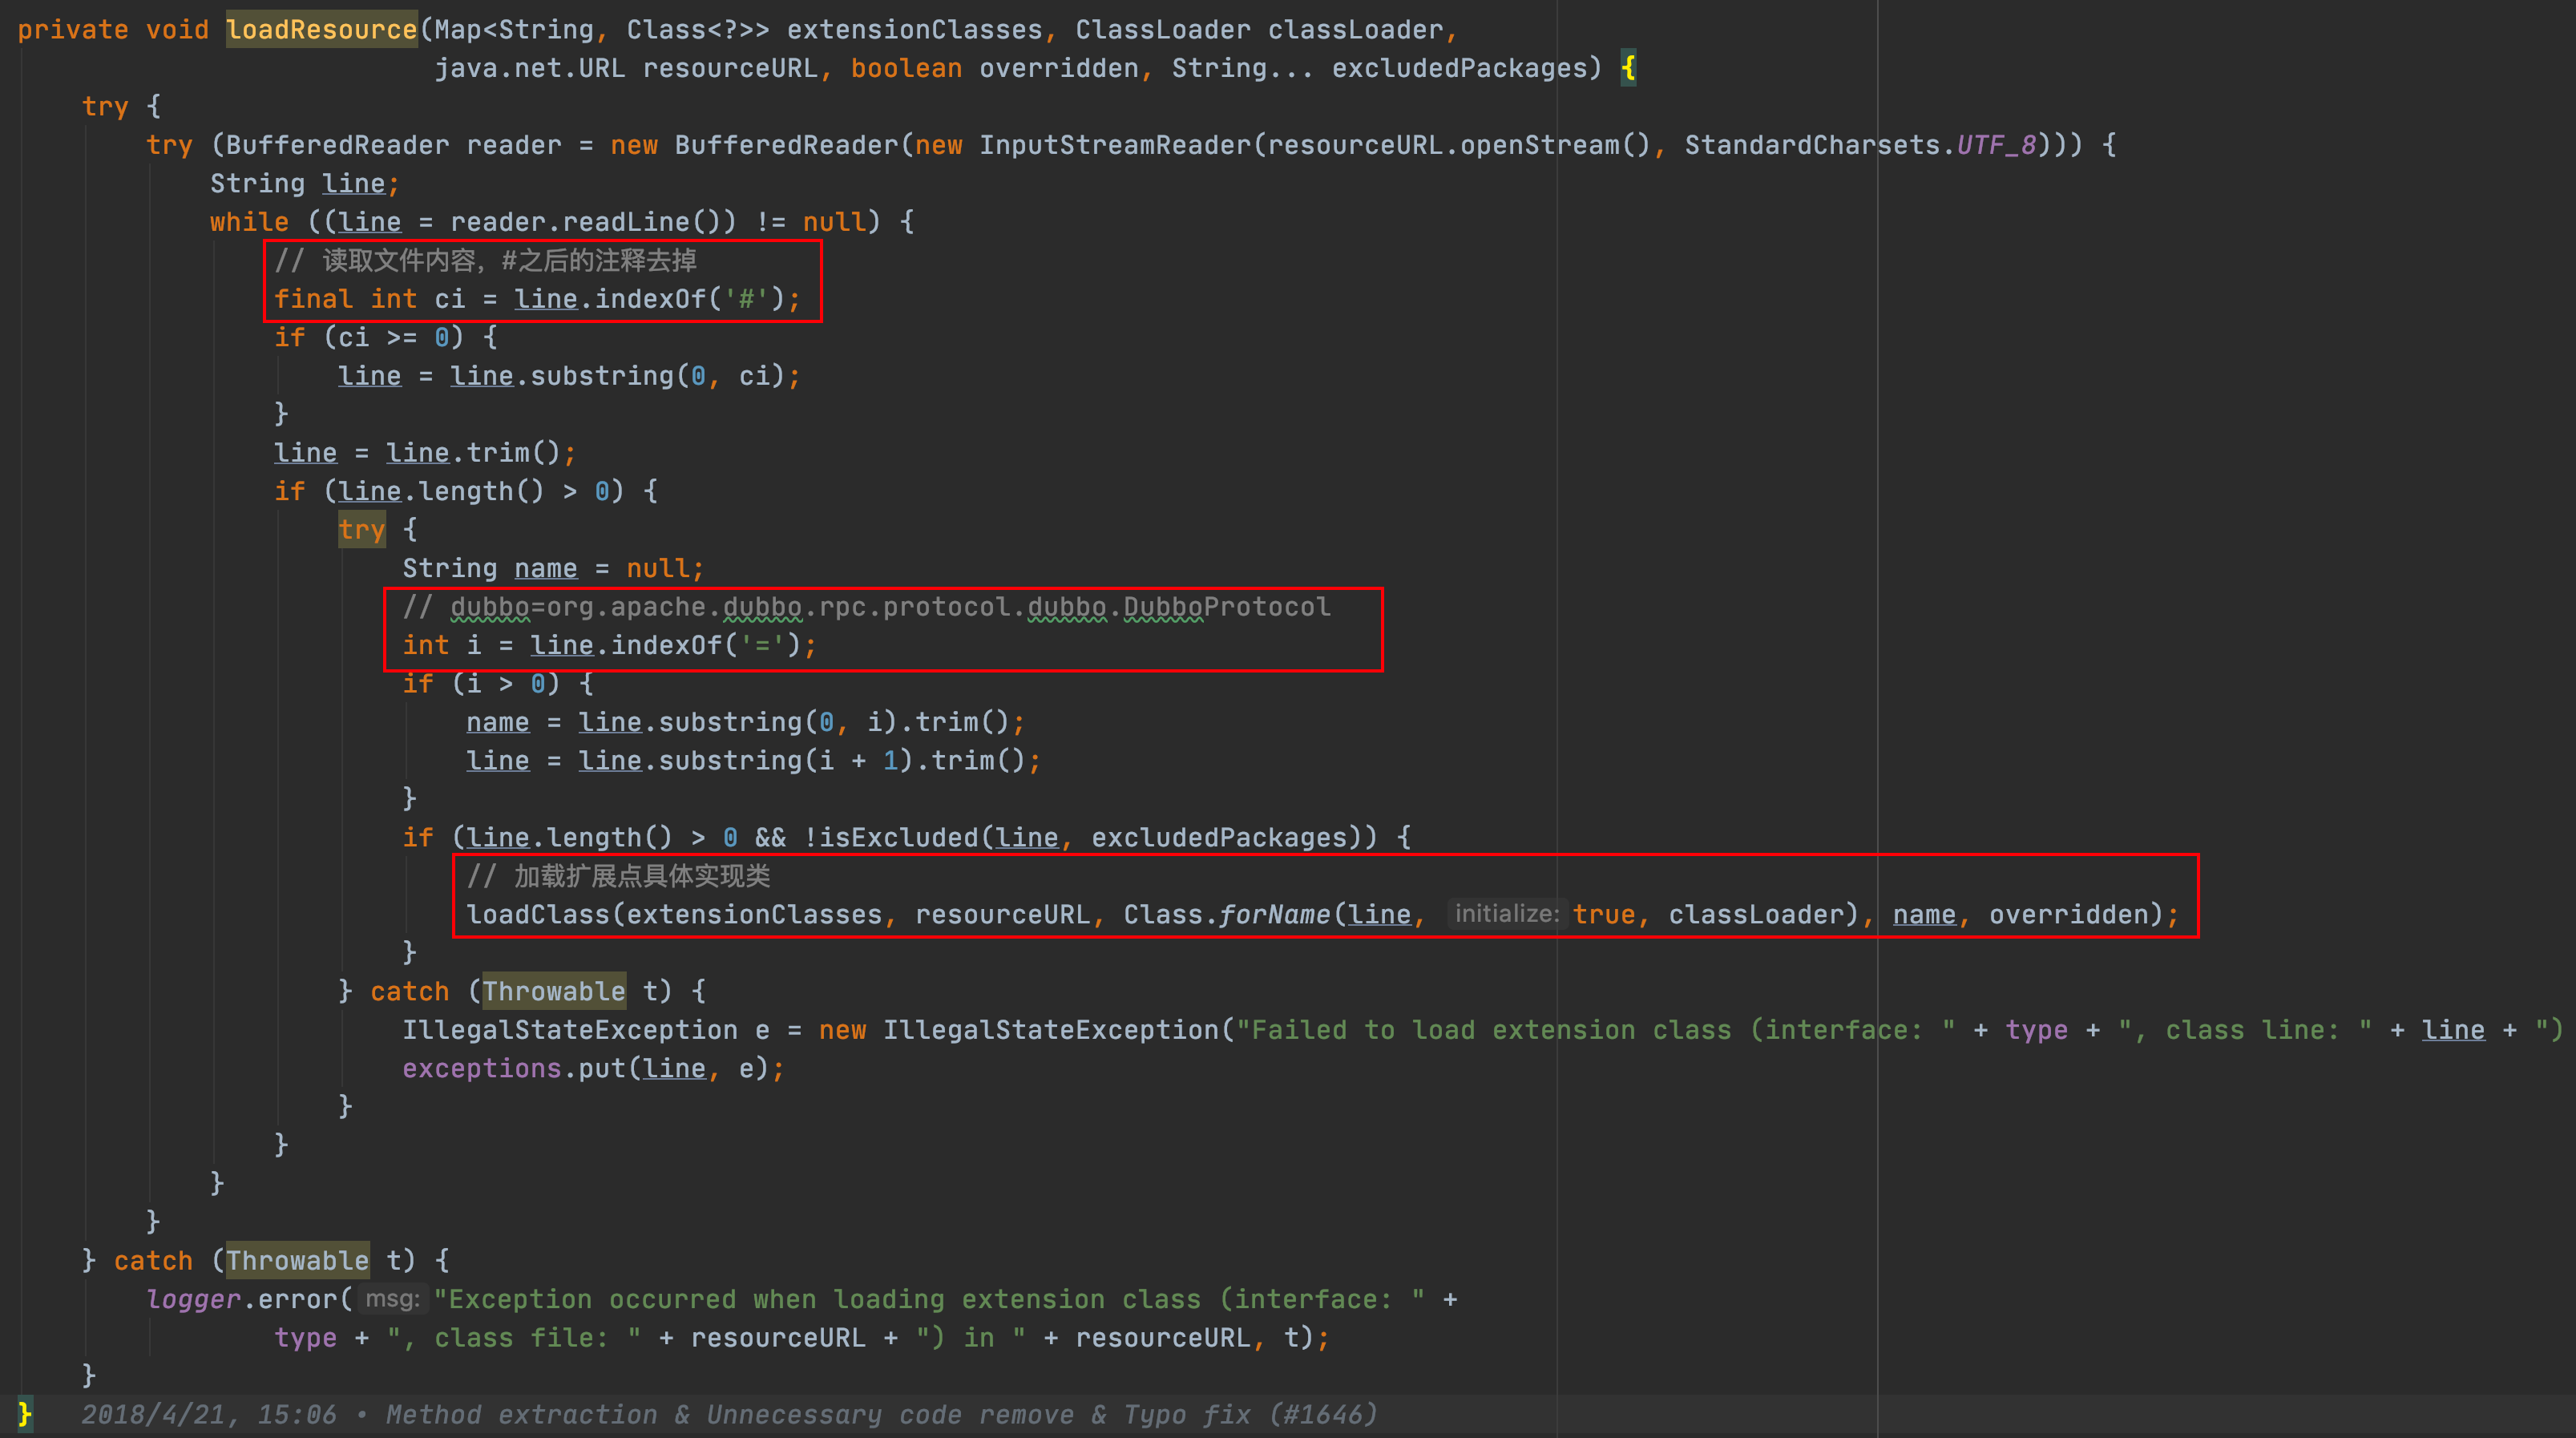 private void loadResource(Map<String, Class<?>> extensionClasses, ClassLoader classLoader,
                          java.net.URL resourceURL, boolean overridden, String... excludedPackages) {
    try {
        try (BufferedReader reader = new BufferedReader(new InputStreamReader(resourceURL.openStream(), StandardCharsets.UTF_8))) {
            String line;
            while ((line = reader.readLine()) != null) {
                // 读取文件内容，#之后的注释去掉
                final int ci = line.indexOf('#');
                if (ci >= 0) {
                    line = line.substring(0, ci);
                }
                line = line.trim();
                if (line.length() > 0) {
                    try {
                        String name = null;
                        // dubbo=org.apache.dubbo.rpc.protocol.dubbo.DubboProtocol
                        int i = line.indexOf('=');
                        if (i > 0) {
                            name = line.substring(0, i).trim();
                            line = line.substring(i + 1).trim();
                        }
                        if (line.length() > 0 && !isExcluded(line, excludedPackages)) {
                            // 加载扩展点具体实现类
                            loadClass(extensionClasses, resourceURL, Class.forName(line, initialize: true, classLoader), name, overridden);
                        }
                    } catch (Throwable t) {
                        IllegalStateException e = new IllegalStateException("Failed to load extension class (interface: " + type + ", class line: " + line + ")
                        exceptions.put(line, e);
                    }
                }
            }
        }
    } catch (Throwable t) {
        logger.error( msg: "Exception occurred when loading extension class (interface: " +
                type + ", class file: " + resourceURL + ") in " + resourceURL, t);
    }
}   2018/4/21, 15:06 • Method extraction & Unnecessary code remove & Typo fix (#1646)